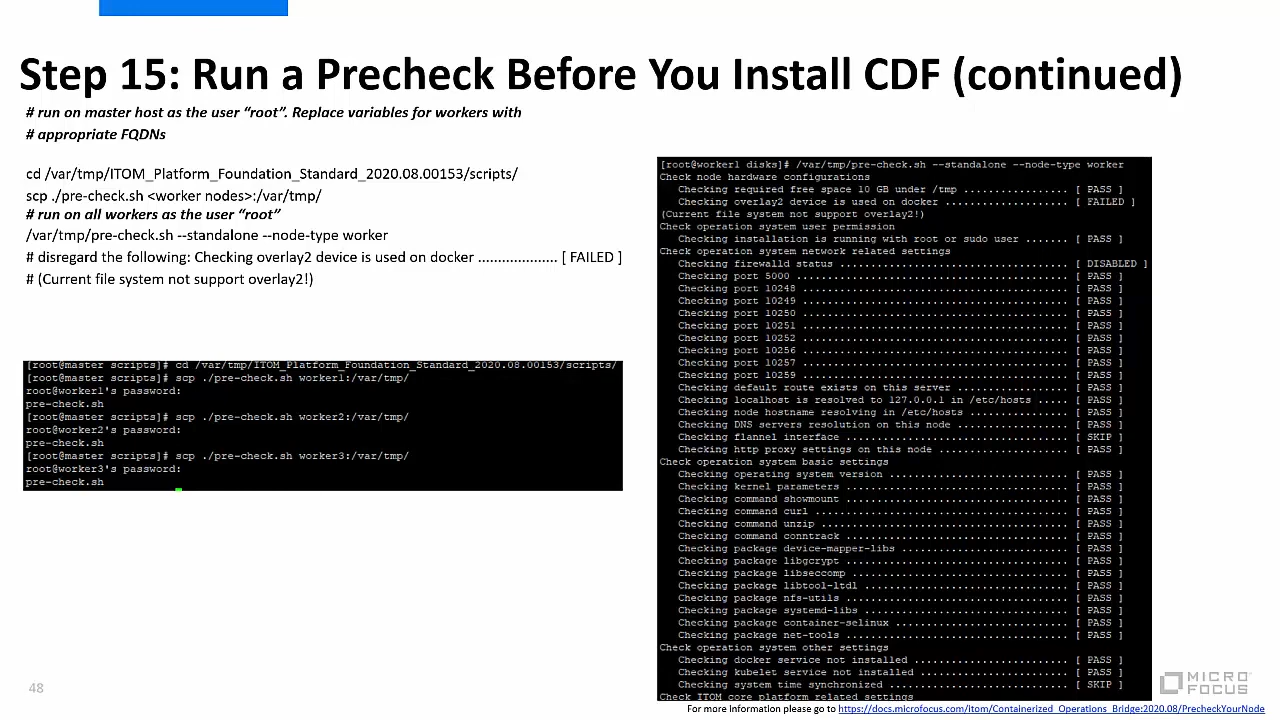 Step 15: Run a Precheck Before You Install CDF (continued)
# run on master host as the user “root”. Replace variables for workers with
# appropriate FQDNs
cd /var/tmp/ITOM_Platform_Foundation_Standard_2020.08.00153/scripts/
scp ./pre-check.sh <worker nodes>:/var/tmp/
# run on all workers as the user “root”
/var/tmp/pre-check.sh --standalone --node-type worker
# disregard the following: Checking overlay2 device is used on docker .................... [ FAILED ]
# (Current file system not support overlay2!)
[root@master scripts]# cd /var/tmp/ITOM_Platform_Foundation_Standard_2020.08.00153/scripts/
[root@master scripts]# scp ./pre-check.sh worker1:/var/tmp/
root@worker1's password:
pre-check.sh
[root@master scripts]# scp ./pre-check.sh worker2:/var/tmp/
root@worker2's password:
pre-check.sh
[root@master scripts]# scp ./pre-check.sh worker3:/var/tmp/
root@worker3's password:
pre-check.sh
[root@worker1 disks]# /var/tmp/pre-check.sh --standalone --node-type worker
Check node hardware configurations
Checking required free space 10 GB under /tmp ................. [ PASS ]
Checking overlay2 device is used on docker .................... [ FAILED ]
(Current file system not support overlay2!)
Check operation system user permission
Checking installation is running with root or sudo user ....... [ PASS ]
Check operation system network related settings
Checking firewalld status ..................................... [ DISABLED ]
Checking port 5000 ............................................ [ PASS ]
Checking port 10248 ........................................... [ PASS ]
Checking port 10249 ........................................... [ PASS ]
Checking port 10250 ........................................... [ PASS ]
Checking port 10251 ........................................... [ PASS ]
Checking port 10252 ........................................... [ PASS ]
Checking port 10256 ........................................... [ PASS ]
Checking port 10257 ........................................... [ PASS ]
Checking port 10259 ........................................... [ PASS ]
Checking default route exists on this server .................. [ PASS ]
Checking localhost is resolved to 127.0.0.1 in /etc/hosts ..... [ PASS ]
Checking node hostname resolving in /etc/hosts ................ [ PASS ]
Checking DNS servers resolution on this node .................. [ PASS ]
Checking flannel interface .................................... [ SKIP ]
Checking http proxy settings on this node ..................... [ PASS ]
Check operation system basic settings
Checking operating system version ............................. [ PASS ]
Checking kernel parameters .................................... [ PASS ]
Checking command showmount .................................... [ PASS ]
Checking command curl ......................................... [ PASS ]
Checking command unzip ........................................ [ PASS ]
Checking command conntrack .................................... [ PASS ]
Checking package device-mapper-libs ........................... [ PASS ]
Checking package libgcrypt .................................... [ PASS ]
Checking package libseccomp ................................... [ PASS ]
Checking package libtool-ltdl ................................. [ PASS ]
Checking package nfs-utils .................................... [ PASS ]
Checking package systemd-libs ................................. [ PASS ]
Checking package container-selinux ............................ [ PASS ]
Checking package net-tools .................................... [ PASS ]
Check operation system other settings
Checking docker service not installed ......................... [ PASS ]
Checking kubelet service not installed ........................ [ PASS ]
Checking system time synchronized ............................. [ SKIP ]
Check ITOM core platform related settings
48
MICRO
FOCUS
For more Information please go to https://docs.microfocus.com/itom/Containerized_Operations_Bridge:2020.08/PrecheckYourNode